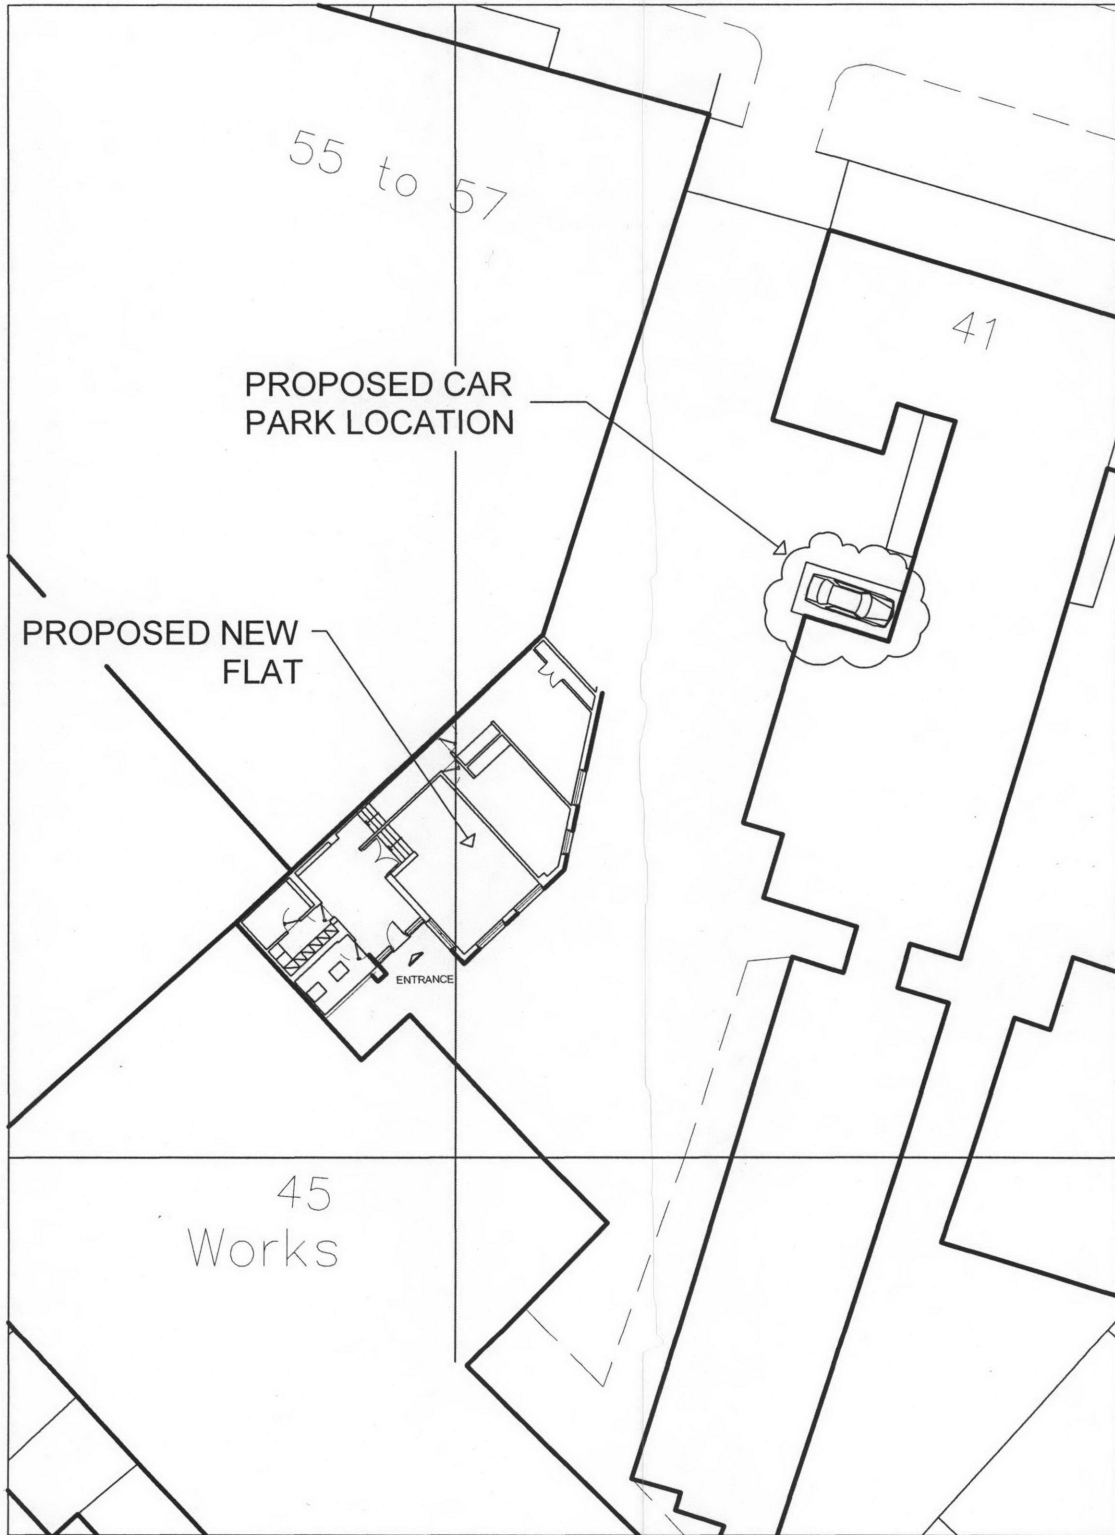 55 to 57
41
PROPOSED CAR
PARK LOCATION
PROPOSED NEW
FLAT
ENTRANCE
45
Works